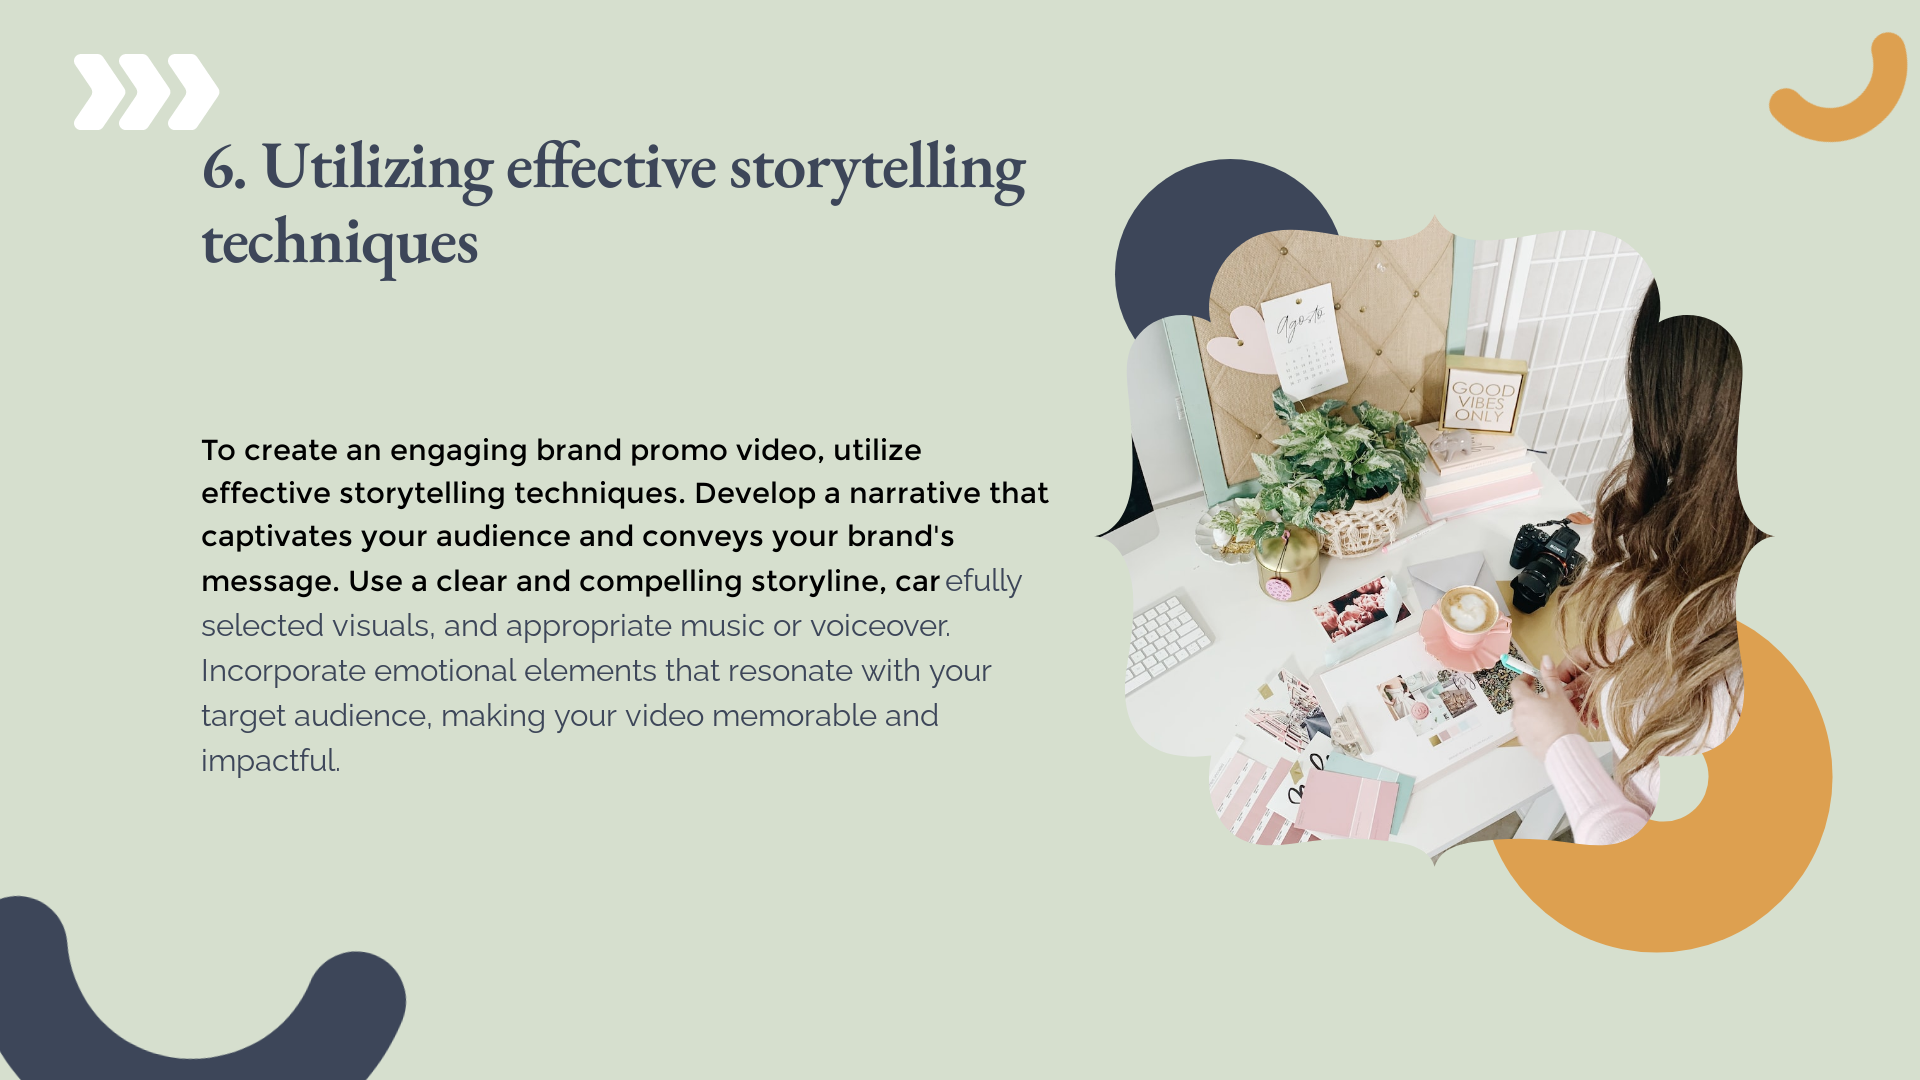 6. Utilizing effective storytelling
techniques
To create an engaging brand promo video, utilize
effective storytelling techniques. Develop a narrative that
captivates your audience and conveys your brand's
message. Use a clear and compelling storyline, carefully
selected visuals, and appropriate music or voiceover.
Incorporate emotional elements that resonate with your
target audience, making your video memorable and
impactful.
Agosto
GOOD
VIBES
ONLY